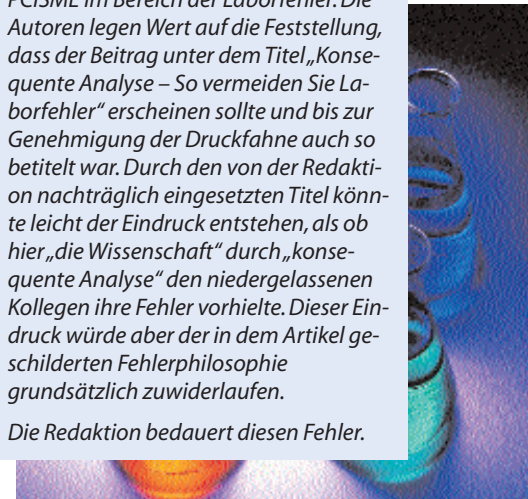 PCISME im Bereich der Laborfehler. Die
Autoren legen Wert auf die Feststellung,
dass der Beitrag unter dem Titel „Konse-
quente Analyse – So vermeiden Sie La-
borfehler“ erscheinen sollte und bis zur
Genehmigung der Druckfahne auch so
betitelt war. Durch den von der Redakti-
on nachträglich eingesetzten Titel könn-
te leicht der Eindruck entstehen, als ob
hier „die Wissenschaft“ durch „konse-
quente Analyse“ den niedergelassenen
Kollegen ihre Fehler vorhielte. Dieser Ein-
druck würde aber der in dem Artikel ge-
schilderten Fehlerphilosophie
grundsätzlich zuwiderlaufen.
Die Redaktion bedauert diesen Fehler.